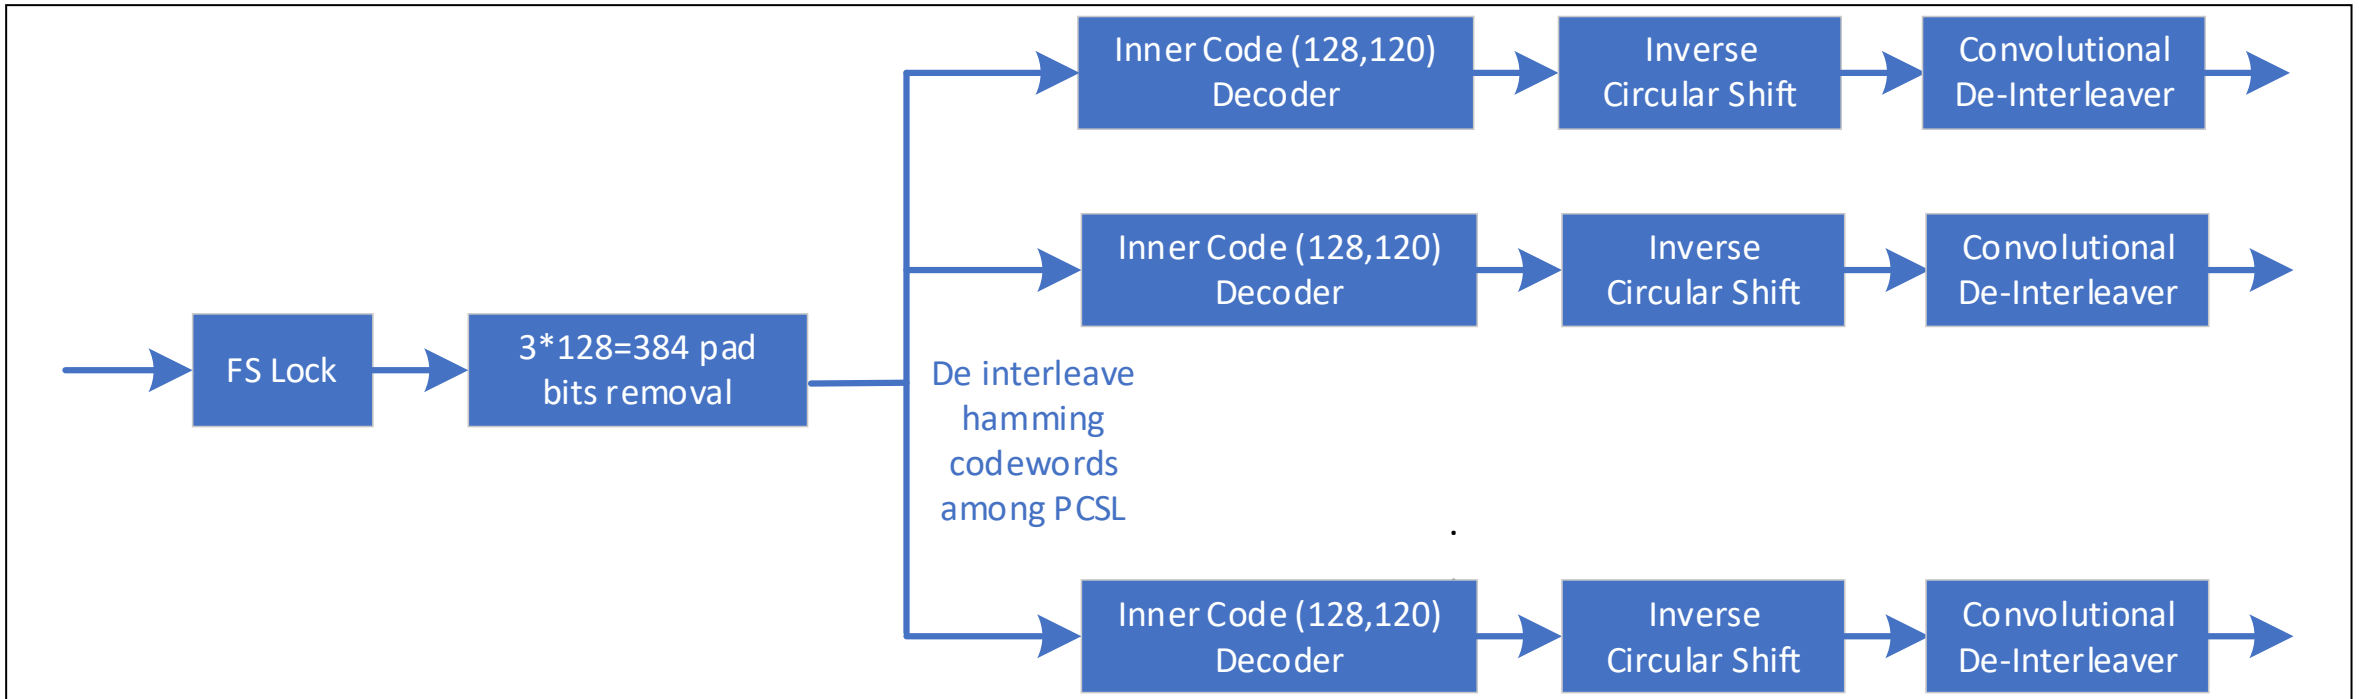 Inner Code (128,120)
Decoder
Inverse
Circular Shift
Convolutional
De-Interleaver
Inner Code (128,120)
Decoder
Inverse
Circular Shift
Convolutional
De-Interleaver
FS Lock
3*128=384 pad
bits removal
De interleave
hamming
codewords
among PCSL
.
Inner Code (128,120)
Decoder
Inverse
Circular Shift
Convolutional
De-Interleaver